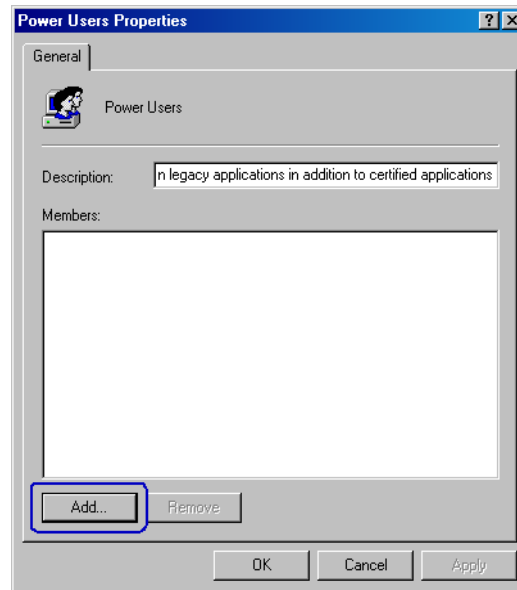 Power Users Properties
General
Power Users
Description: n legacy applications in addition to certified applications
Members:
Add... Remove
OK Cancel Apply